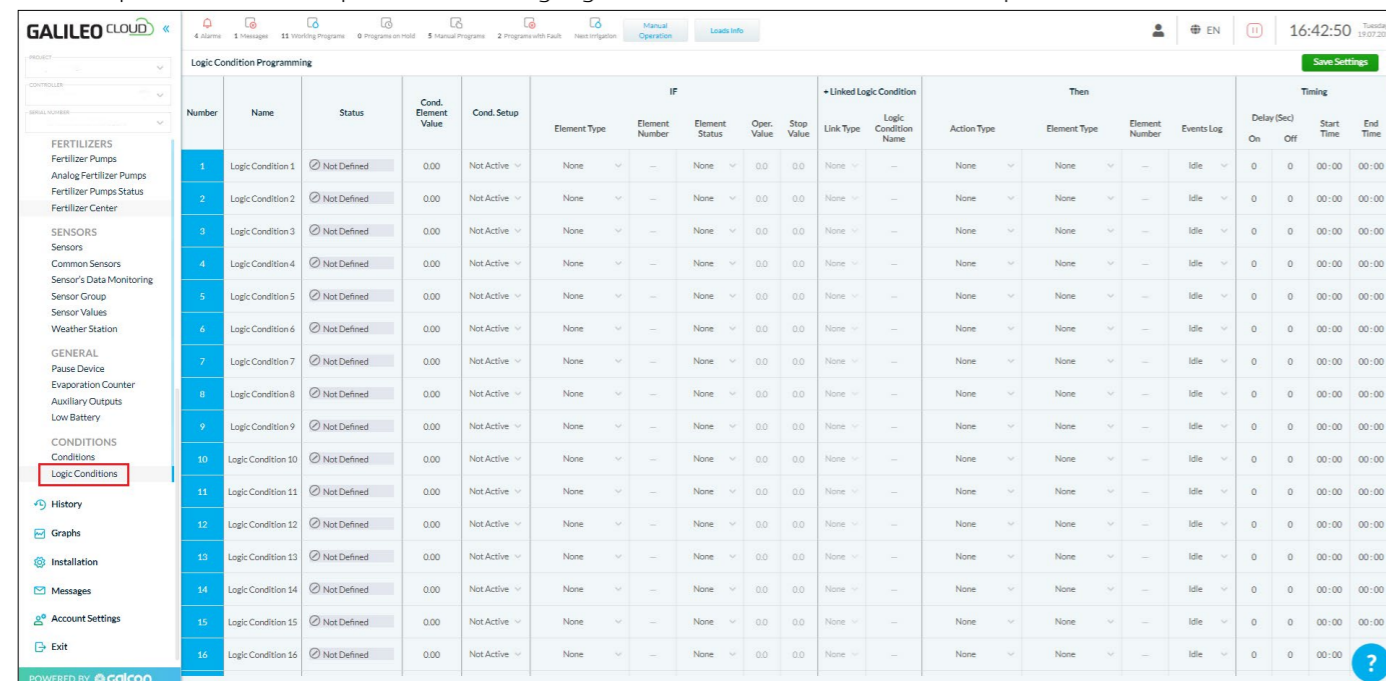 GALILEO CLOUD «
4 Alarms 1 Messages 11 Working Programs 0 Programs on Hold 5 Manual Programs 2 Programs with Fault Next Irrigation Manual Operation Loads Info EN 16:42:50 Tuesday 19.07.20
PROJECT
CONTROLLER
SERIAL NUMBER
FERTILIZERS
Fertilizer Pumps
Analog Fertilizer Pumps
Fertilizer Pumps Status
Fertilizer Center
SENSORS
Sensors
Common Sensors
Sensor's Data Monitoring
Sensor Group
Sensor Values
Weather Station
GENERAL
Pause Device
Evaporation Counter
Auxiliary Outputs
Low Battery
CONDITIONS
Conditions
Logic Conditions
History
Graphs
Installation
Messages
Account Settings
Exit
POWERED BY galcon
Logic Condition Programming Save Settings
IF + Linked Logic Condition Then Timing
Number Name Status Cond. Element Value Cond. Setup Element Type Element Number Element Status Oper. Value Stop Value Link Type Logic Condition Name Action Type Element Type Element Number Events Log Delay (Sec) On Off Start Time End Time
1 Logic Condition 1 Not Defined 0.00 Not Active None — None 0.0 0.0 None — None None — Idle 0 0 00:00 00:00
2 Logic Condition 2 Not Defined 0.00 Not Active None — None 0.0 0.0 None — None None — Idle 0 0 00:00 00:00
3 Logic Condition 3 Not Defined 0.00 Not Active None — None 0.0 0.0 None — None None — Idle 0 0 00:00 00:00
4 Logic Condition 4 Not Defined 0.00 Not Active None — None 0.0 0.0 None — None None — Idle 0 0 00:00 00:00
5 Logic Condition 5 Not Defined 0.00 Not Active None — None 0.0 0.0 None — None None — Idle 0 0 00:00 00:00
6 Logic Condition 6 Not Defined 0.00 Not Active None — None 0.0 0.0 None — None None — Idle 0 0 00:00 00:00
7 Logic Condition 7 Not Defined 0.00 Not Active None — None 0.0 0.0 None — None None — Idle 0 0 00:00 00:00
8 Logic Condition 8 Not Defined 0.00 Not Active None — None 0.0 0.0 None — None None — Idle 0 0 00:00 00:00
9 Logic Condition 9 Not Defined 0.00 Not Active None — None 0.0 0.0 None — None None — Idle 0 0 00:00 00:00
10 Logic Condition 10 Not Defined 0.00 Not Active None — None 0.0 0.0 None — None None — Idle 0 0 00:00 00:00
11 Logic Condition 11 Not Defined 0.00 Not Active None — None 0.0 0.0 None — None None — Idle 0 0 00:00 00:00
12 Logic Condition 12 Not Defined 0.00 Not Active None — None 0.0 0.0 None — None None — Idle 0 0 00:00 00:00
13 Logic Condition 13 Not Defined 0.00 Not Active None — None 0.0 0.0 None — None None — Idle 0 0 00:00 00:00
14 Logic Condition 14 Not Defined 0.00 Not Active None — None 0.0 0.0 None — None None — Idle 0 0 00:00 00:00
15 Logic Condition 15 Not Defined 0.00 Not Active None — None 0.0 0.0 None — None None — Idle 0 0 00:00 00:00
16 Logic Condition 16 Not Defined 0.00 Not Active None — None 0.0 0.0 None — None None — Idle 0 0 00:00
?